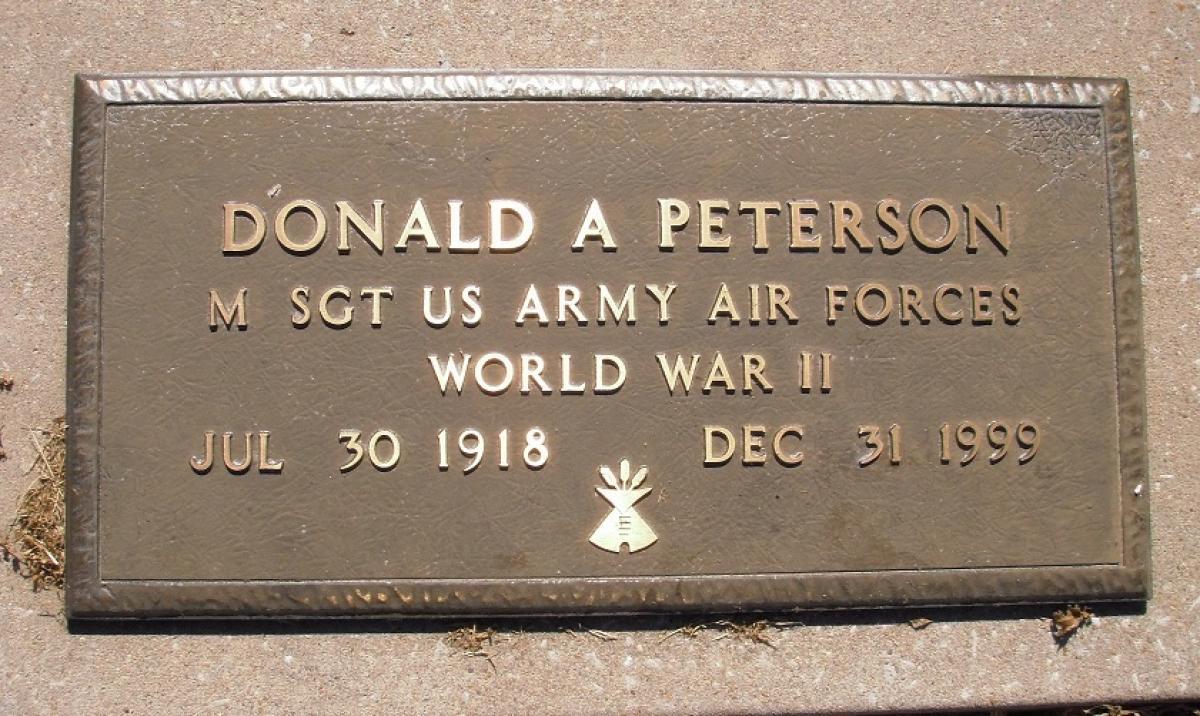 DONALD A PETERSON
M SGT US ARMY AIR FORCES
WORLD WAR II
JUL 30 1918 DEC 31 1999